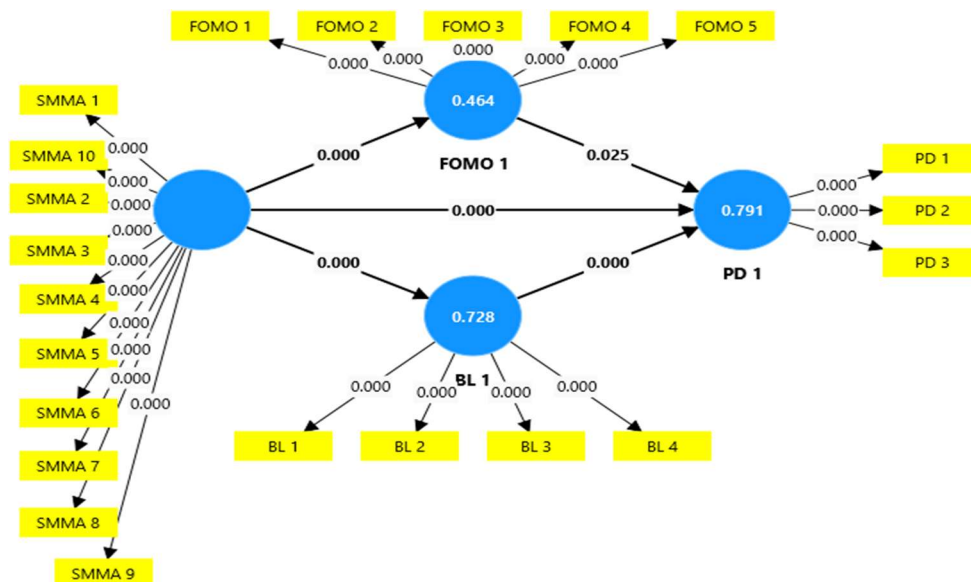 FOMO 1
FOMO 2
FOMO 3
FOMO 4
FOMO 5
0.000
0.000
0.000
0.000
0.000
0.464
FOMO 1
SMMA 1
SMMA 10
SMMA 2
SMMA 3
SMMA 4
SMMA 5
SMMA 6
SMMA 7
SMMA 8
SMMA 9
0.000
0.000
0.000
0.000
0.000
0.000
0.000
0.000
0.000
0.000
0.000
0.025
0.000
0.000
0.000
0.791
PD 1
0.000
0.000
0.000
PD 1
PD 2
PD 3
0.728
BL 1
0.000
0.000
0.000
0.000
BL 1
BL 2
BL 3
BL 4